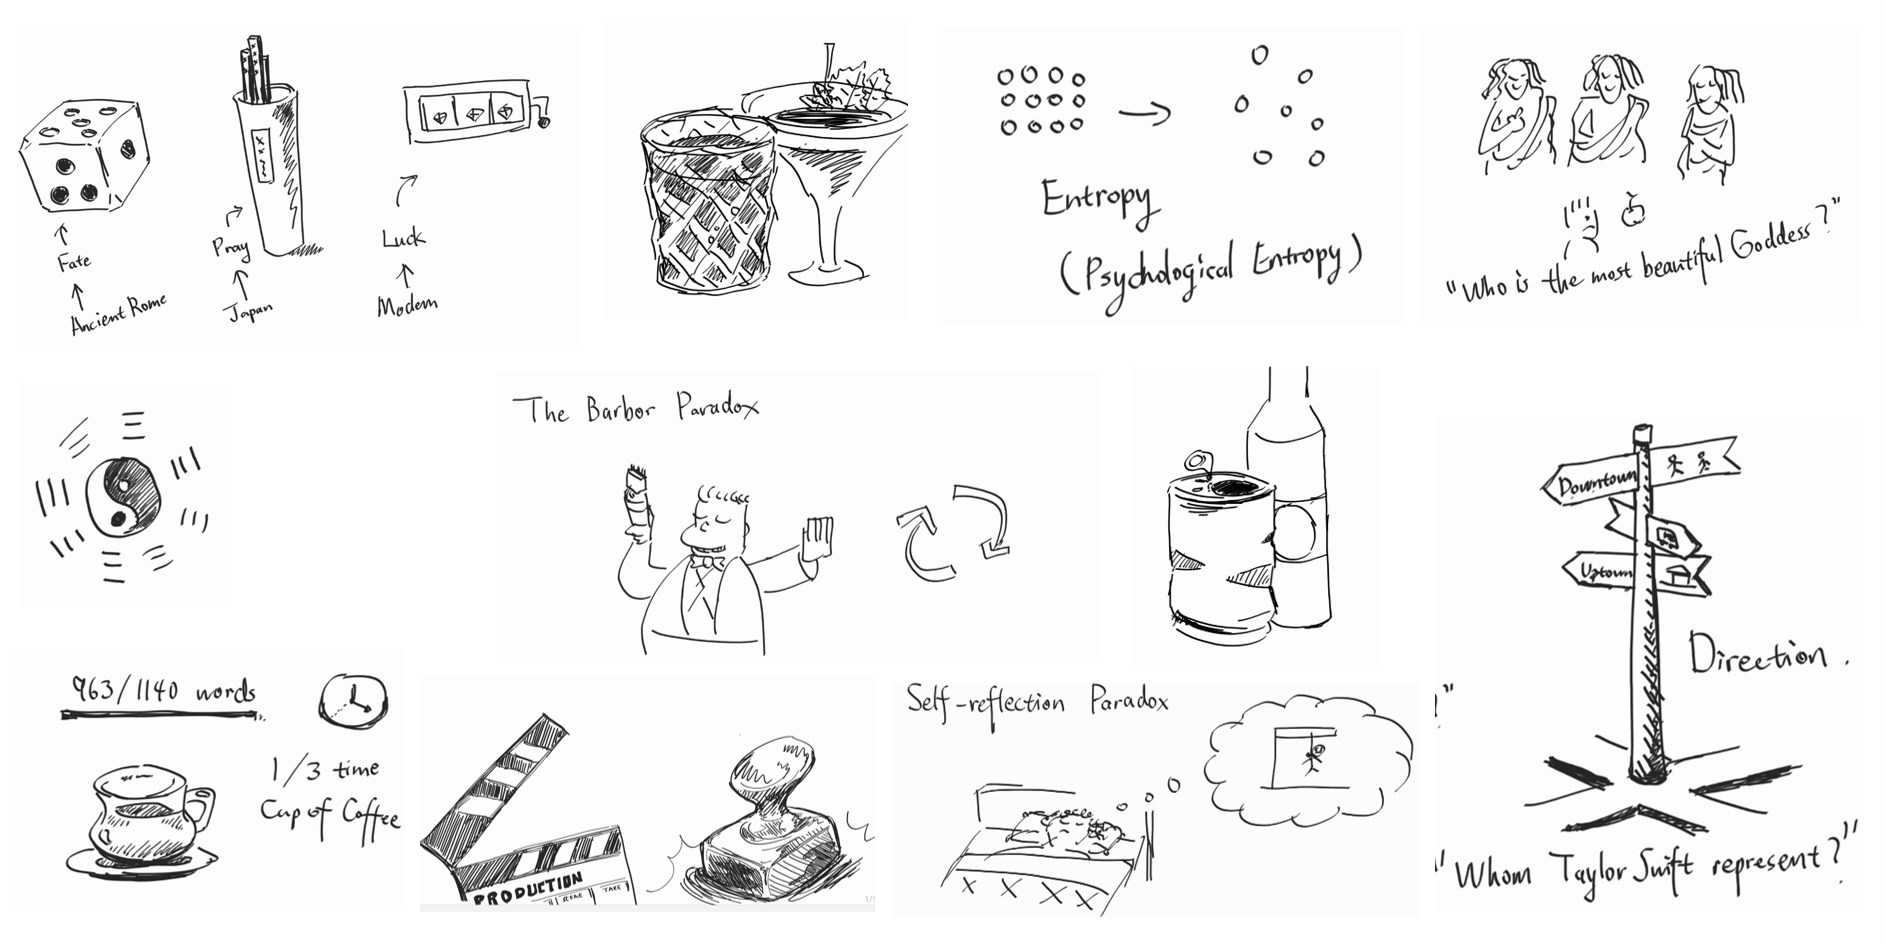 Fate
Ancient Rome
Pray
Japan
Luck
Modern
Entropy
(Psychological Entropy)
"Who is the most beautiful Goddess?"
The Barbor Paradox
Downtown
Uptown
Direction.
"Whom Taylor Swift represent?"
963/1140 words
1/3 time
Cup of Coffee
PRODUCTION
SCENE
TAKE
Self-reflection Paradox
?"